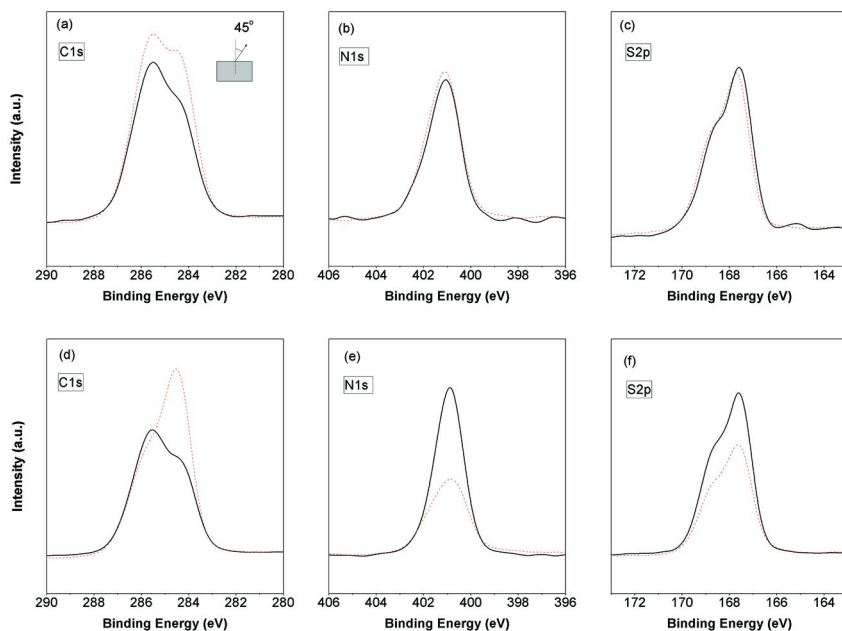 (a)
C1s
45°
(b)
N1s
(c)
S2p
Intensity (a.u.)
290 288 286 284 282 280
406 404 402 400 398 396
172 170 168 166 164
Binding Energy (eV)
Binding Energy (eV)
Binding Energy (eV)
(d)
C1s
(e)
N1s
(f)
S2p
Intensity (a.u.)
290 288 286 284 282 280
406 404 402 400 398 396
172 170 168 166 164
Binding Energy (eV)
Binding Energy (eV)
Binding Energy (eV)